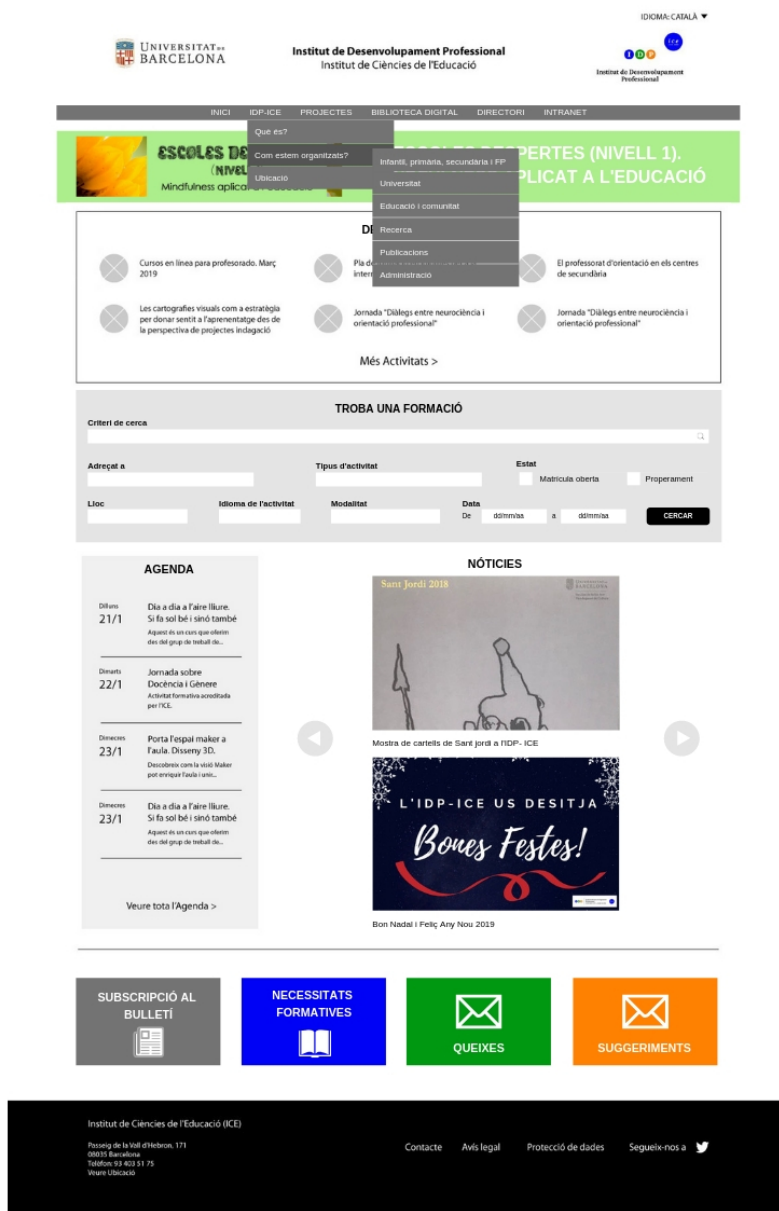 IDIOMA: CATALÀ
UNIVERSITAT DE
BARCELONA
Institut de Desenvolupament Professional
Institut de Ciències de l'Educació
ice
I D P
Institut de Desenvolupament
Professional
INICI IDP-ICE PROJECTES BIBLIOTECA DIGITAL DIRECTORI INTRANET
Què és?
Com estem organitzats?
Ubicació
Infantil, primària, secundària i FP
Universitat
Educació i comunitat
Recerca
Publicacions
Administració
ESCOLES DE
(NIVEL
Mindfulness aplica
PERTES (NIVELL 1).
PLICAT A L'EDUCACIÓ
Cursos en línea para profesorado. Març
2019
Pla d
inter
El professorat d'orientació en els centres
de secundària
Les cartografies visuals com a estratègia
per donar sentit a l'aprenentatge des de
la perspectiva de projectes indagació
Jornada "Diàlegs entre neurociència i
orientació professional"
Jornada "Diàlegs entre neurociència i
orientació professional"
Més Activitats >
TROBA UNA FORMACIÓ
Criteri de cerca
Adreçat a Tipus d'activitat Estat
Matrícula oberta Properament
Lloc Idioma de l'activitat Modalitat Data
De dd/mm/aa a dd/mm/aa CERCAR
AGENDA
Dilluns
21/1
Dia a dia a l'aire lliure.
Si fa sol bé i sinó també
Aquest és un curs que oferim
des del grup de treball de...
Dimarts
22/1
Jornada sobre
Docència i Gènere
Activitat formativa acreditada
per l'ICE.
Dimecres
23/1
Porta l'espai maker a
l'aula. Disseny 3D.
Descobreix com la visió Maker
pot enriquir l'aula i unir...
Dimecres
23/1
Dia a dia a l'aire lliure.
Si fa sol bé i sinó també
Aquest és un curs que oferim
des del grup de treball de...
Veure tota l'Agenda >
NÓTICIES
Sant Jordi 2018
Mostra de cartells de Sant jordi a l'IDP- ICE
L'IDP-ICE US DESITJA
Bones Festes!
Bon Nadal i Feliç Any Nou 2019
SUBSCRIPCIÓ AL
BULLETÍ
NECESSITATS
FORMATIVES
QUEIXES
SUGGERIMENTS
Institut de Ciències de l'Educació (ICE)
Passeig de la Vall d'Hebron, 171
08035 Barcelona
Telèfon: 93 403 51 75
Veure Ubicació
Contacte Avís legal Protecció de dades Segueix-nos a